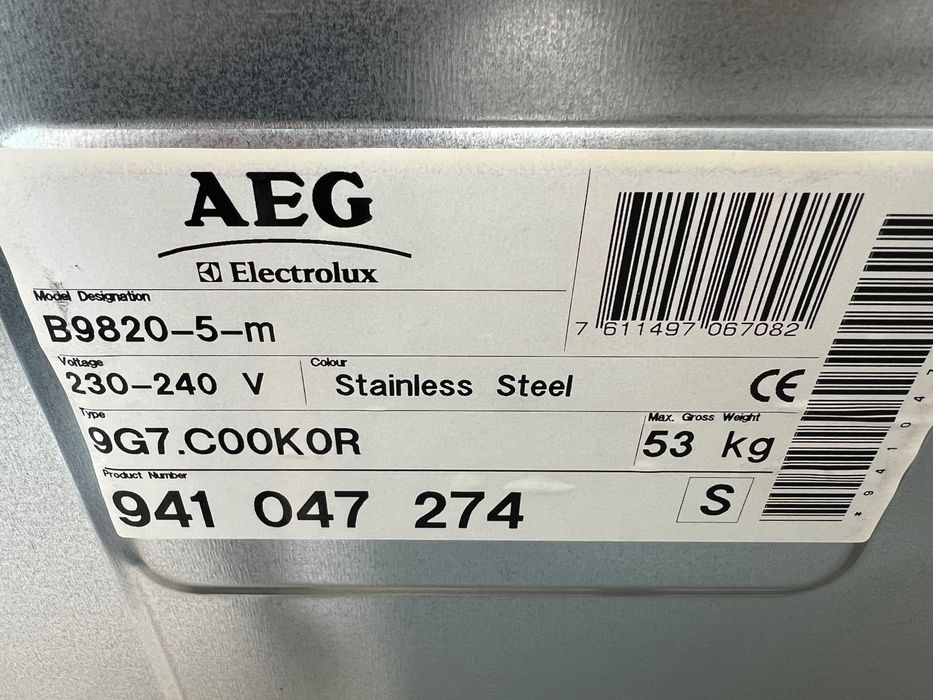 AEG
Electrolux
Model Designation
B9820-5-m
7 611497 067082
Voltage
230-240 V
Colour
Stainless Steel
CE
Type
9G7.C00K0R
Max. Gross Weight
53 kg
Product Number
941 047 274
S